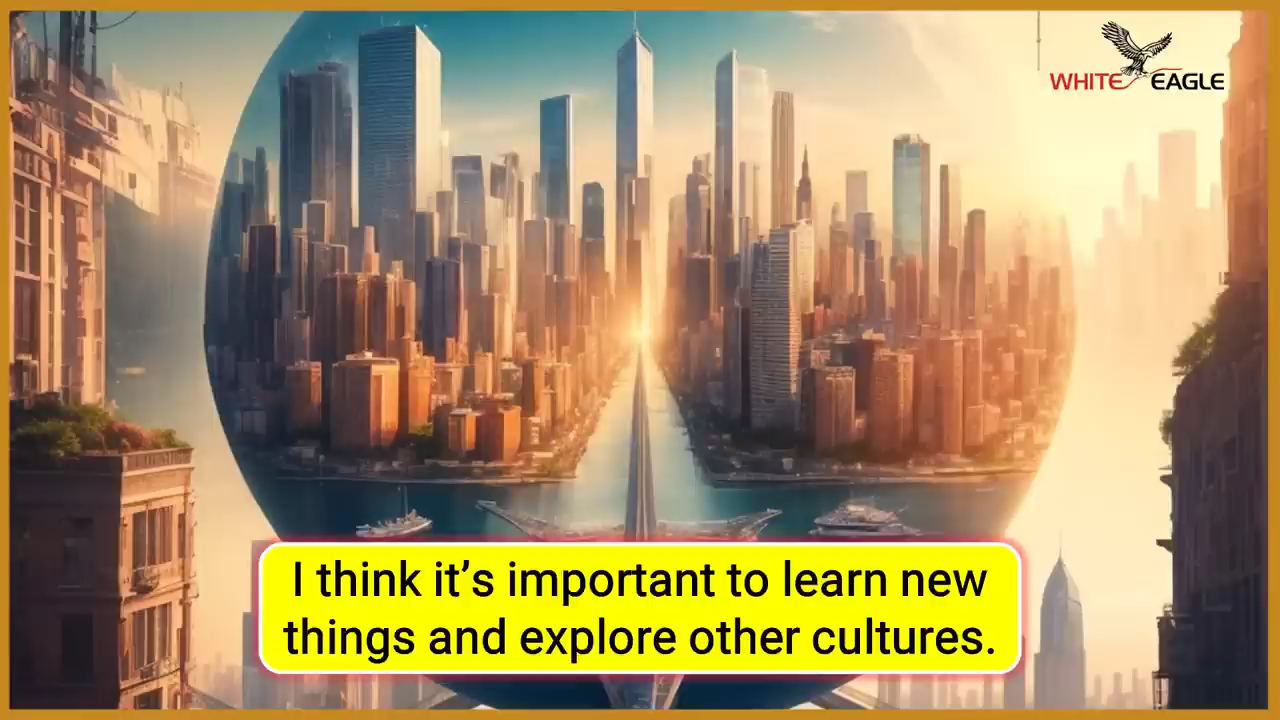 WHITE EAGLE
I think it’s important to learn new
things and explore other cultures.